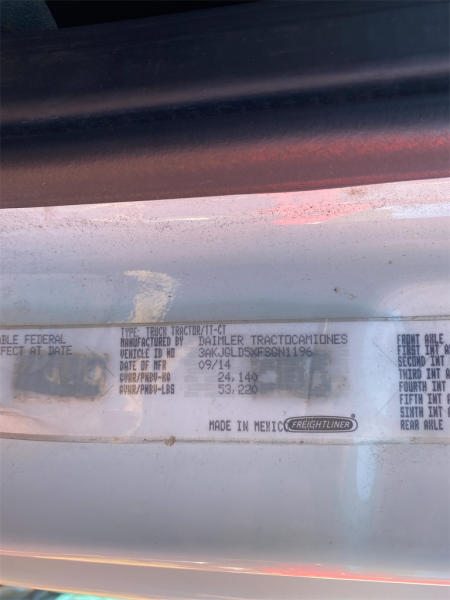 ABLE FEDERAL
FFECT AT DATE
TYPE: TRUCK TRACTOR/TT-CT
MANUFACTURED BY DAIMLER TRACTOCAMIONES
VEHICLE ID NO 3AKJGLD5XFSGN1196
DATE OF MFR 09/14
GVWR/PNBV-KG 24,140
GVWR/PNBV-LBS 53,220
MADE IN MEXICO FREIGHTLINER
FRONT AXLE
FIRST INT A
SECOND INT
THIRD INT A
FOURTH INT
FIFTH INT A
SIXTH INT A
REAR AXLE